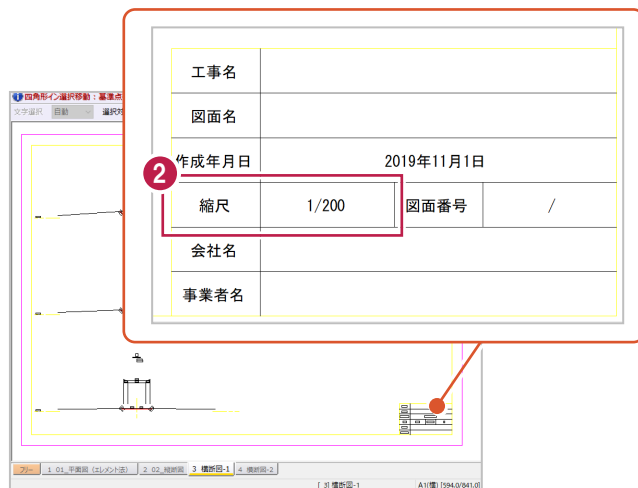 工事名
図面名
作成年月日 2019年11月1日
2
縮尺 1/200 図面番号 /
会社名
事業者名
四角形イン選択移動：基準点
文字選択 自動 選択対
フリー 1 01_平面図 (エレメント法) 2 02_縦断図 3 横断図-1 4 横断図-2
[ 3] 横断図-1 A1(横) [594.0/841.0]